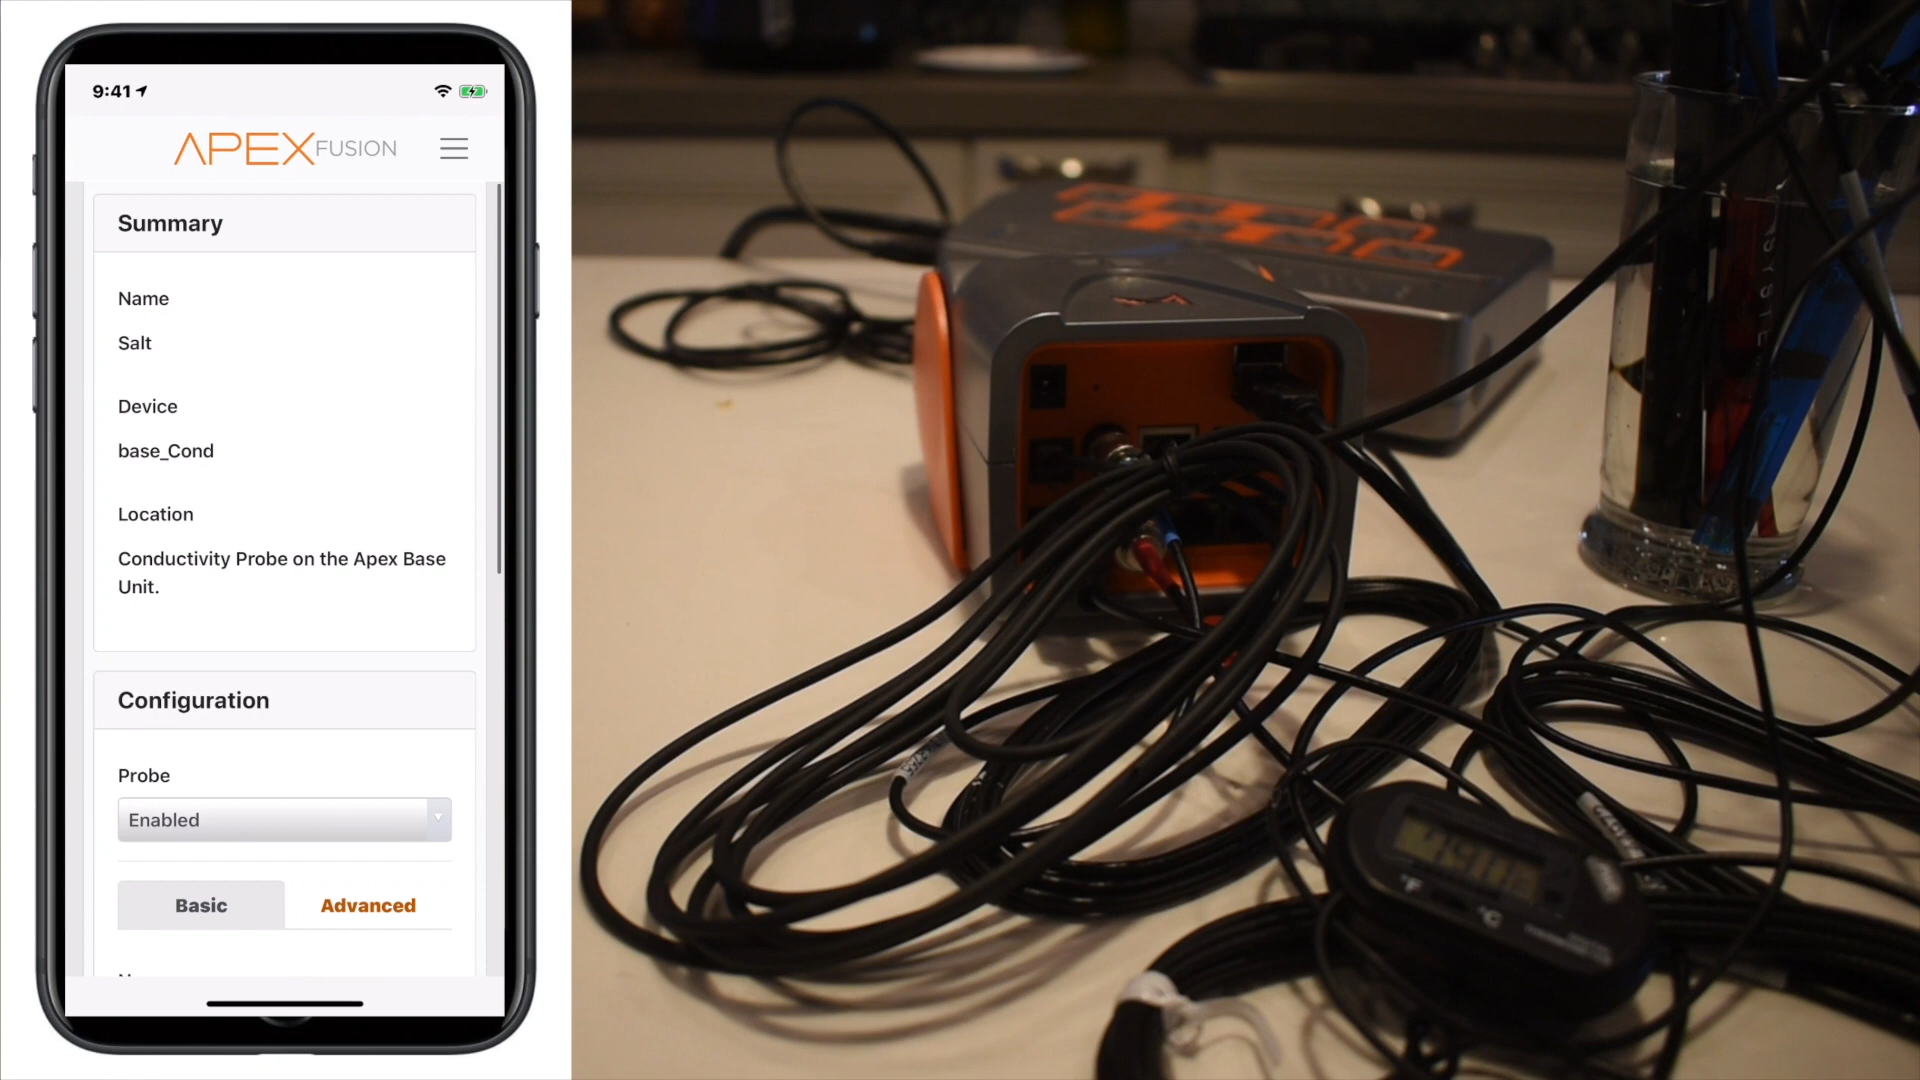 9:41
APEX FUSION
Summary
Name
Salt
Device
base_Cond
Location
Conductivity Probe on the Apex Base
Unit.
Configuration
Probe
Enabled
Basic Advanced
°F
°C